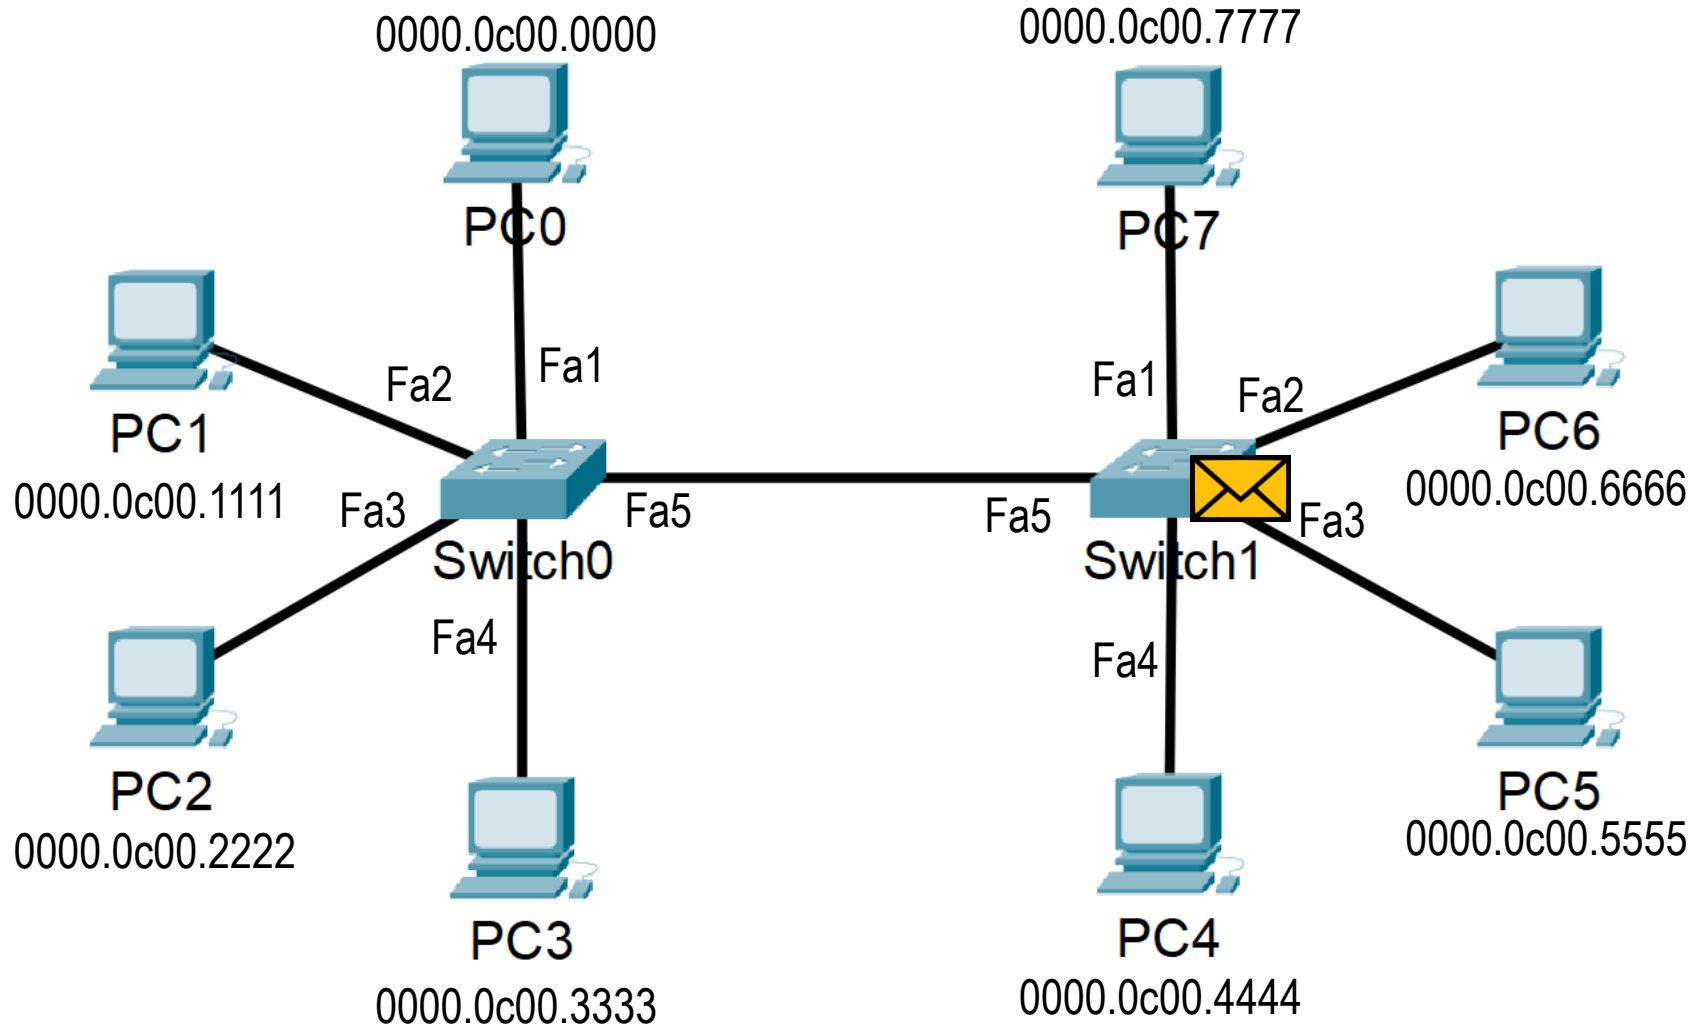 0000.0c00.0000
0000.0c00.7777
PC0
PC7
Fa2
Fa1
Fa1
Fa2
PC1
PC6
0000.0c00.1111
Fa3
Fa5
Fa5
Fa3
0000.0c00.6666
Switch0
Switch1
Fa4
Fa4
PC2
PC5
0000.0c00.2222
0000.0c00.5555
PC3
PC4
0000.0c00.3333
0000.0c00.4444